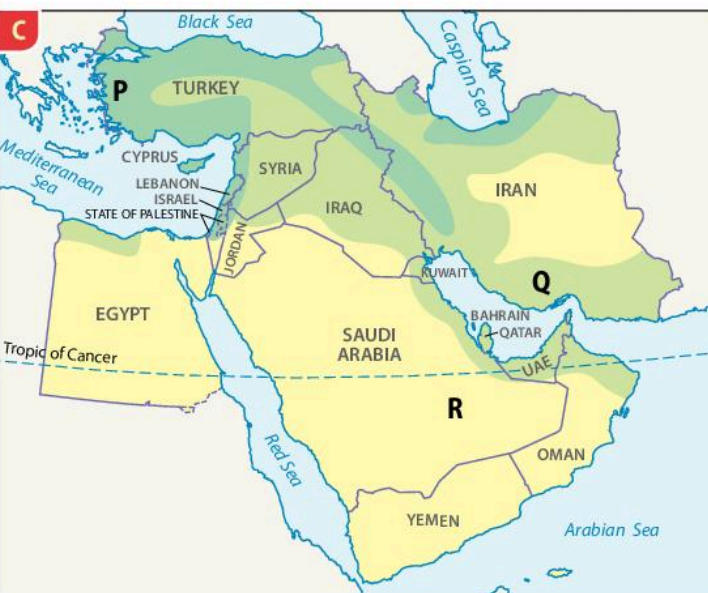 C
Black Sea
Caspian Sea
P
TURKEY
Mediterranean
Sea
CYPRUS
SYRIA
LEBANON
ISRAEL
STATE OF PALESTINE
IRAQ
IRAN
JORDAN
KUWAIT
Q
EGYPT
BAHRAIN
QATAR
SAUDI
ARABIA
Tropic of Cancer
UAE
R
Red Sea
OMAN
YEMEN
Arabian Sea